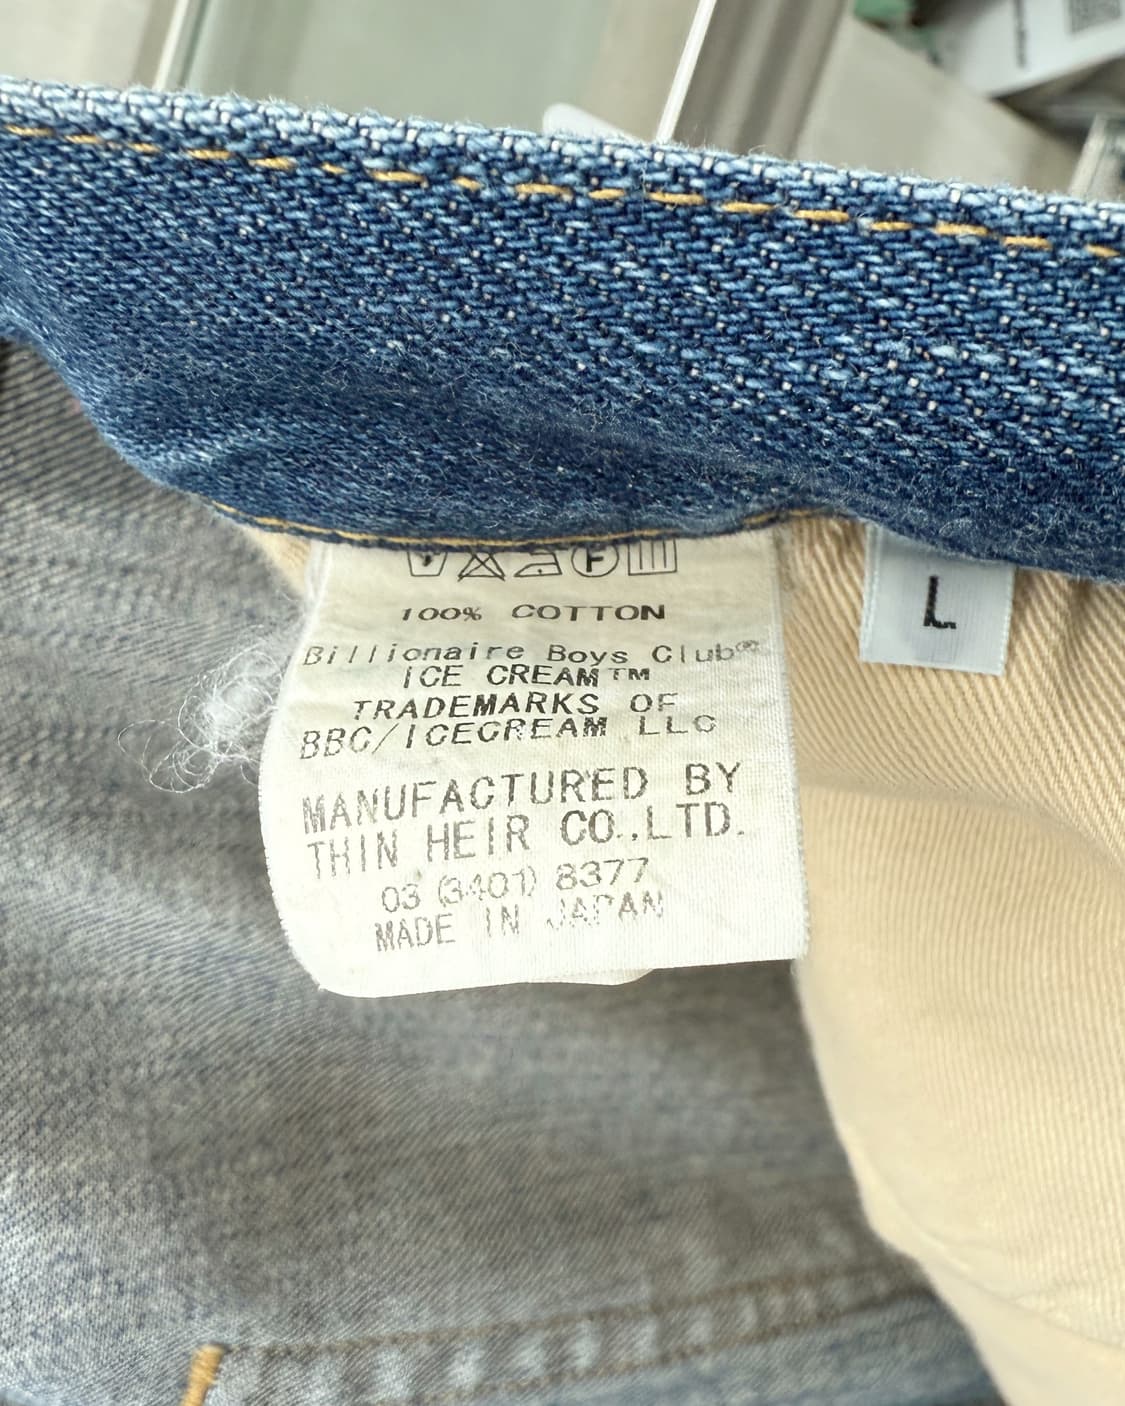 F
100% COTTON
Billionaire Boys Club®
ICE CREAM™
TRADEMARKS OF
BBC/ICECREAM LLC
MANUFACTURED BY
THIN HEIR CO.,LTD.
03 (3401) 8377
MADE IN JAPAN
L